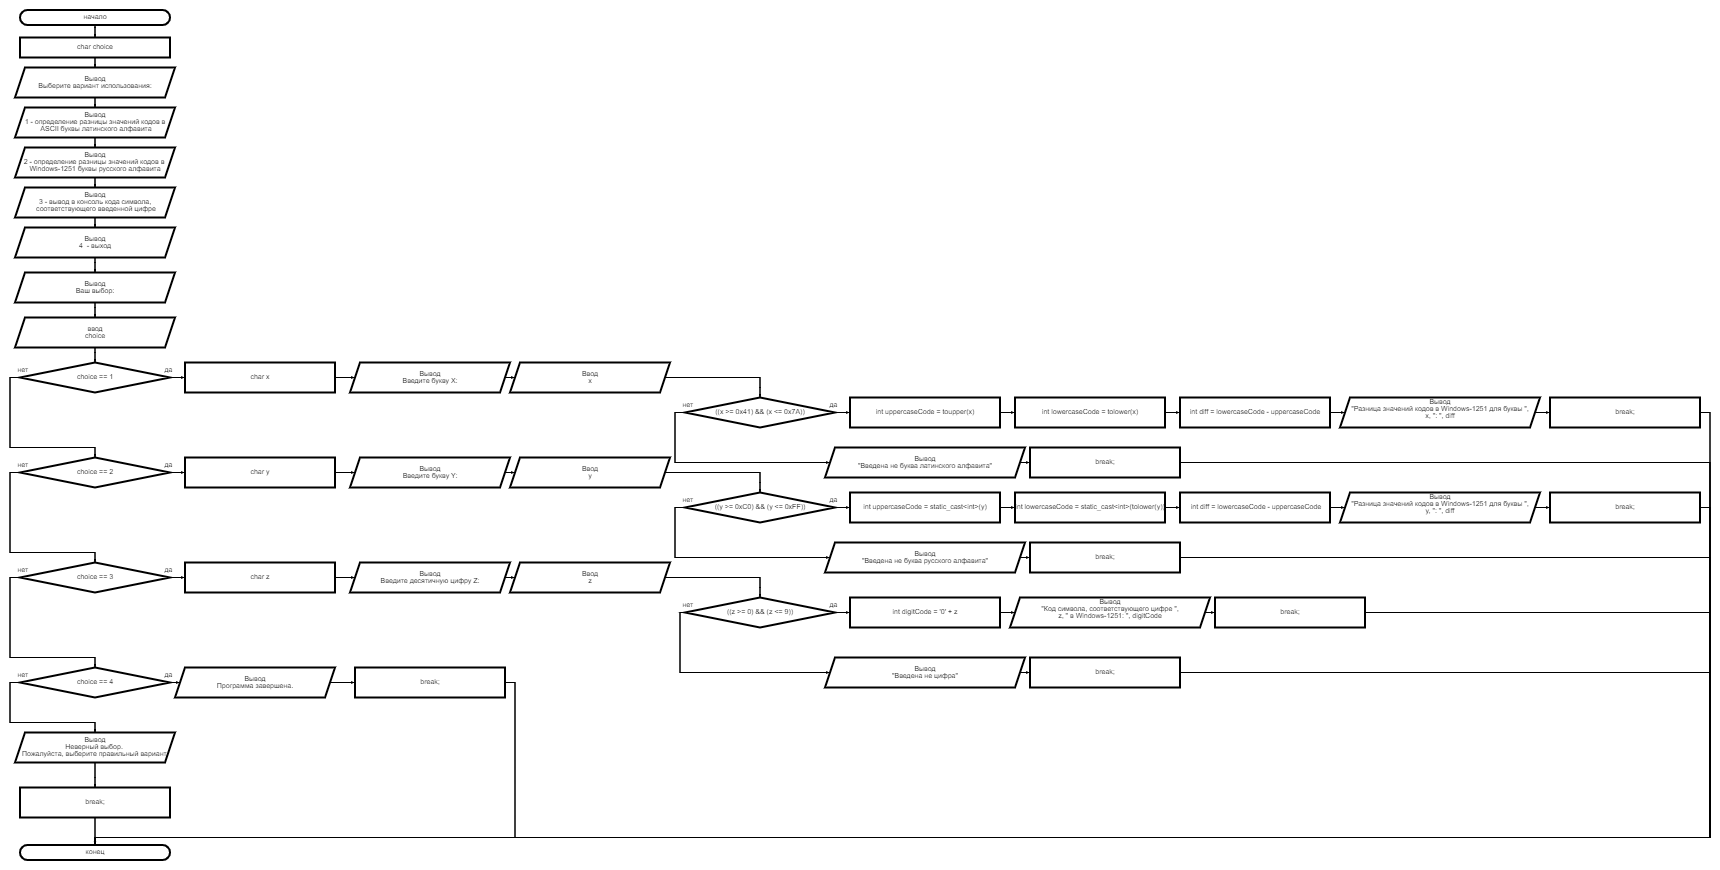 начало
char choice
Вывод
Выберите вариант использования:
Вывод
1 - определение разницы значений кодов в
ASCII буквы латинского алфавита
Вывод
2 - определение разницы значений кодов в
Windows-1251 буквы русского алфавита
Вывод
3 - вывод в консоль кода символа,
соответствующего введенной цифре
Вывод
4 - выход
Вывод
Ваш выбор:
ввод
choice
нет
choice == 1
да
char x
Вывод
Введите букву X:
Ввод
x
нет
((x >= 0x41) && (x <= 0x7A))
да
int uppercaseCode = toupper(x)
int lowercaseCode = tolower(x)
int diff = lowercaseCode - uppercaseCode
Вывод
"Разница значений кодов в Windows-1251 для буквы ",
x, ": ", diff
break;
Вывод
"Введена не буква латинского алфавита"
break;
нет
choice == 2
да
char y
Вывод
Введите букву Y:
Ввод
y
нет
((y >= 0xC0) && (y <= 0xFF))
да
int uppercaseCode = static_cast<int>(y)
int lowercaseCode = static_cast<int>(tolower(y))
int diff = lowercaseCode - uppercaseCode
Вывод
"Разница значений кодов в Windows-1251 для буквы ",
y, ": ", diff
break;
Вывод
"Введена не буква русского алфавита"
break;
нет
choice == 3
да
char z
Вывод
Введите десятичную цифру Z:
Ввод
z
нет
((z >= 0) && (z <= 9))
да
int digitCode = '0' + z
Вывод
"Код символа, соответствующего цифре ",
z, " в Windows-1251: ", digitCode
break;
Вывод
"Введена не цифра"
break;
нет
choice == 4
да
Вывод
Программа завершена.
break;
Вывод
Неверный выбор.
Пожалуйста, выберите правильный вариант
break;
конец